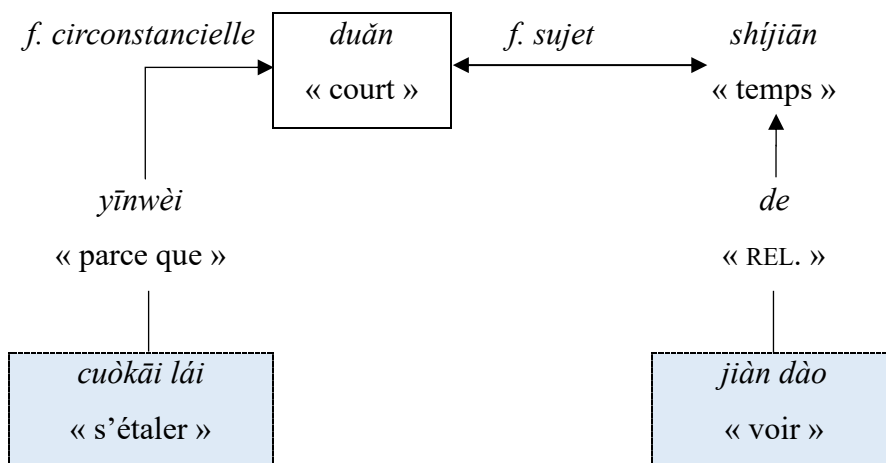 f. circonstancielle
duǎn
« court »
f. sujet
shíjiān
« temps »
yīnwèi
« parce que »
de
« REL. »
cuòkāi lái
« s’étaler »
jiàn dào
« voir »